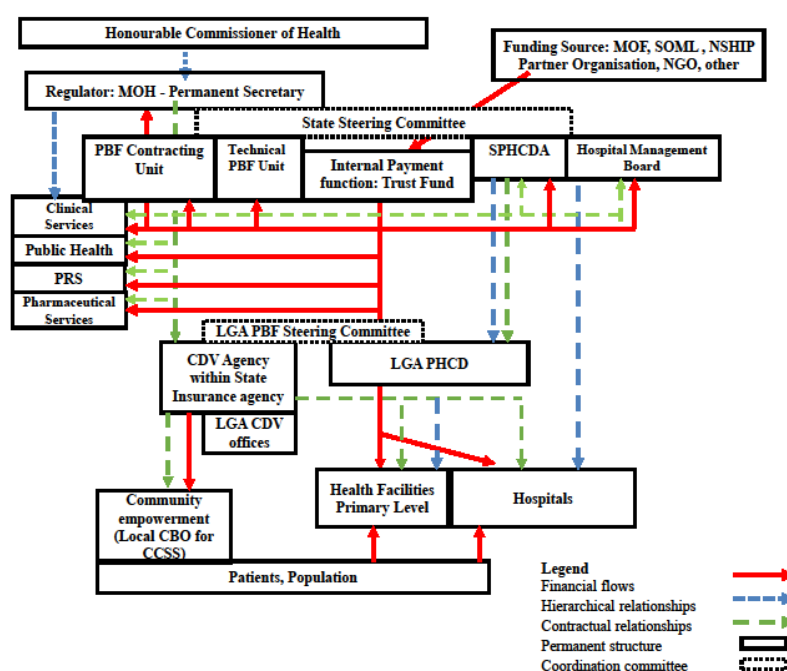 Honourable Commissioner of Health
Funding Source: MOF, SOML , NSHIP
Partner Organisation, NGO, other
Regulator: MOH - Permanent Secretary
State Steering Committee
PBF Contracting
Unit
Technical
PBF Unit
Internal Payment
function: Trust Fund
SPHCDA
Hospital Management
Board
Clinical
Services
Public Health
PRS
Pharmaceutical
Services
LGA PBF Steering Committee
CDV Agency
within State
Insurance agency
LGA PHCD
LGA CDV
offices
Community
empowerment
(Local CBO for
CCSS)
Health Facilities
Primary Level
Hospitals
Patients, Population
Legend
Financial flows
Hierarchical relationships
Contractual relationships
Permanent structure
Coordination committee